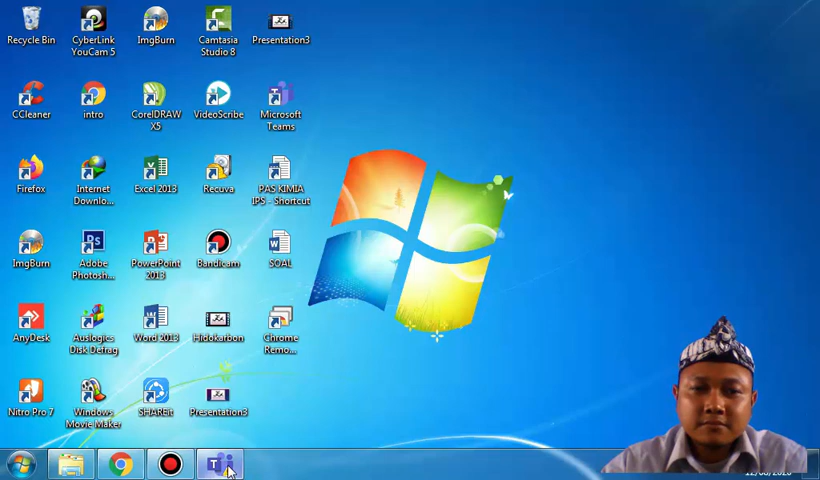 Recycle Bin
CyberLink
YouCam 5
ImgBurn
Camtasia
Studio 8
Presentation3
CCleaner
intro
CorelDRAW
X5
VideoScribe
Microsoft
Teams
Firefox
Internet
Downlo...
Excel 2013
Recuva
PAS KIMIA
IPS - Shortcut
ImgBurn
Adobe
Photosh...
PowerPoint
2013
Bandicam
SOAL
AnyDesk
Auslogics
Disk Defrag
Word 2013
Hidokarbon
Chrome
Remo...
Nitro Pro 7
Windows
Movie Maker
SHAREit
Presentation3